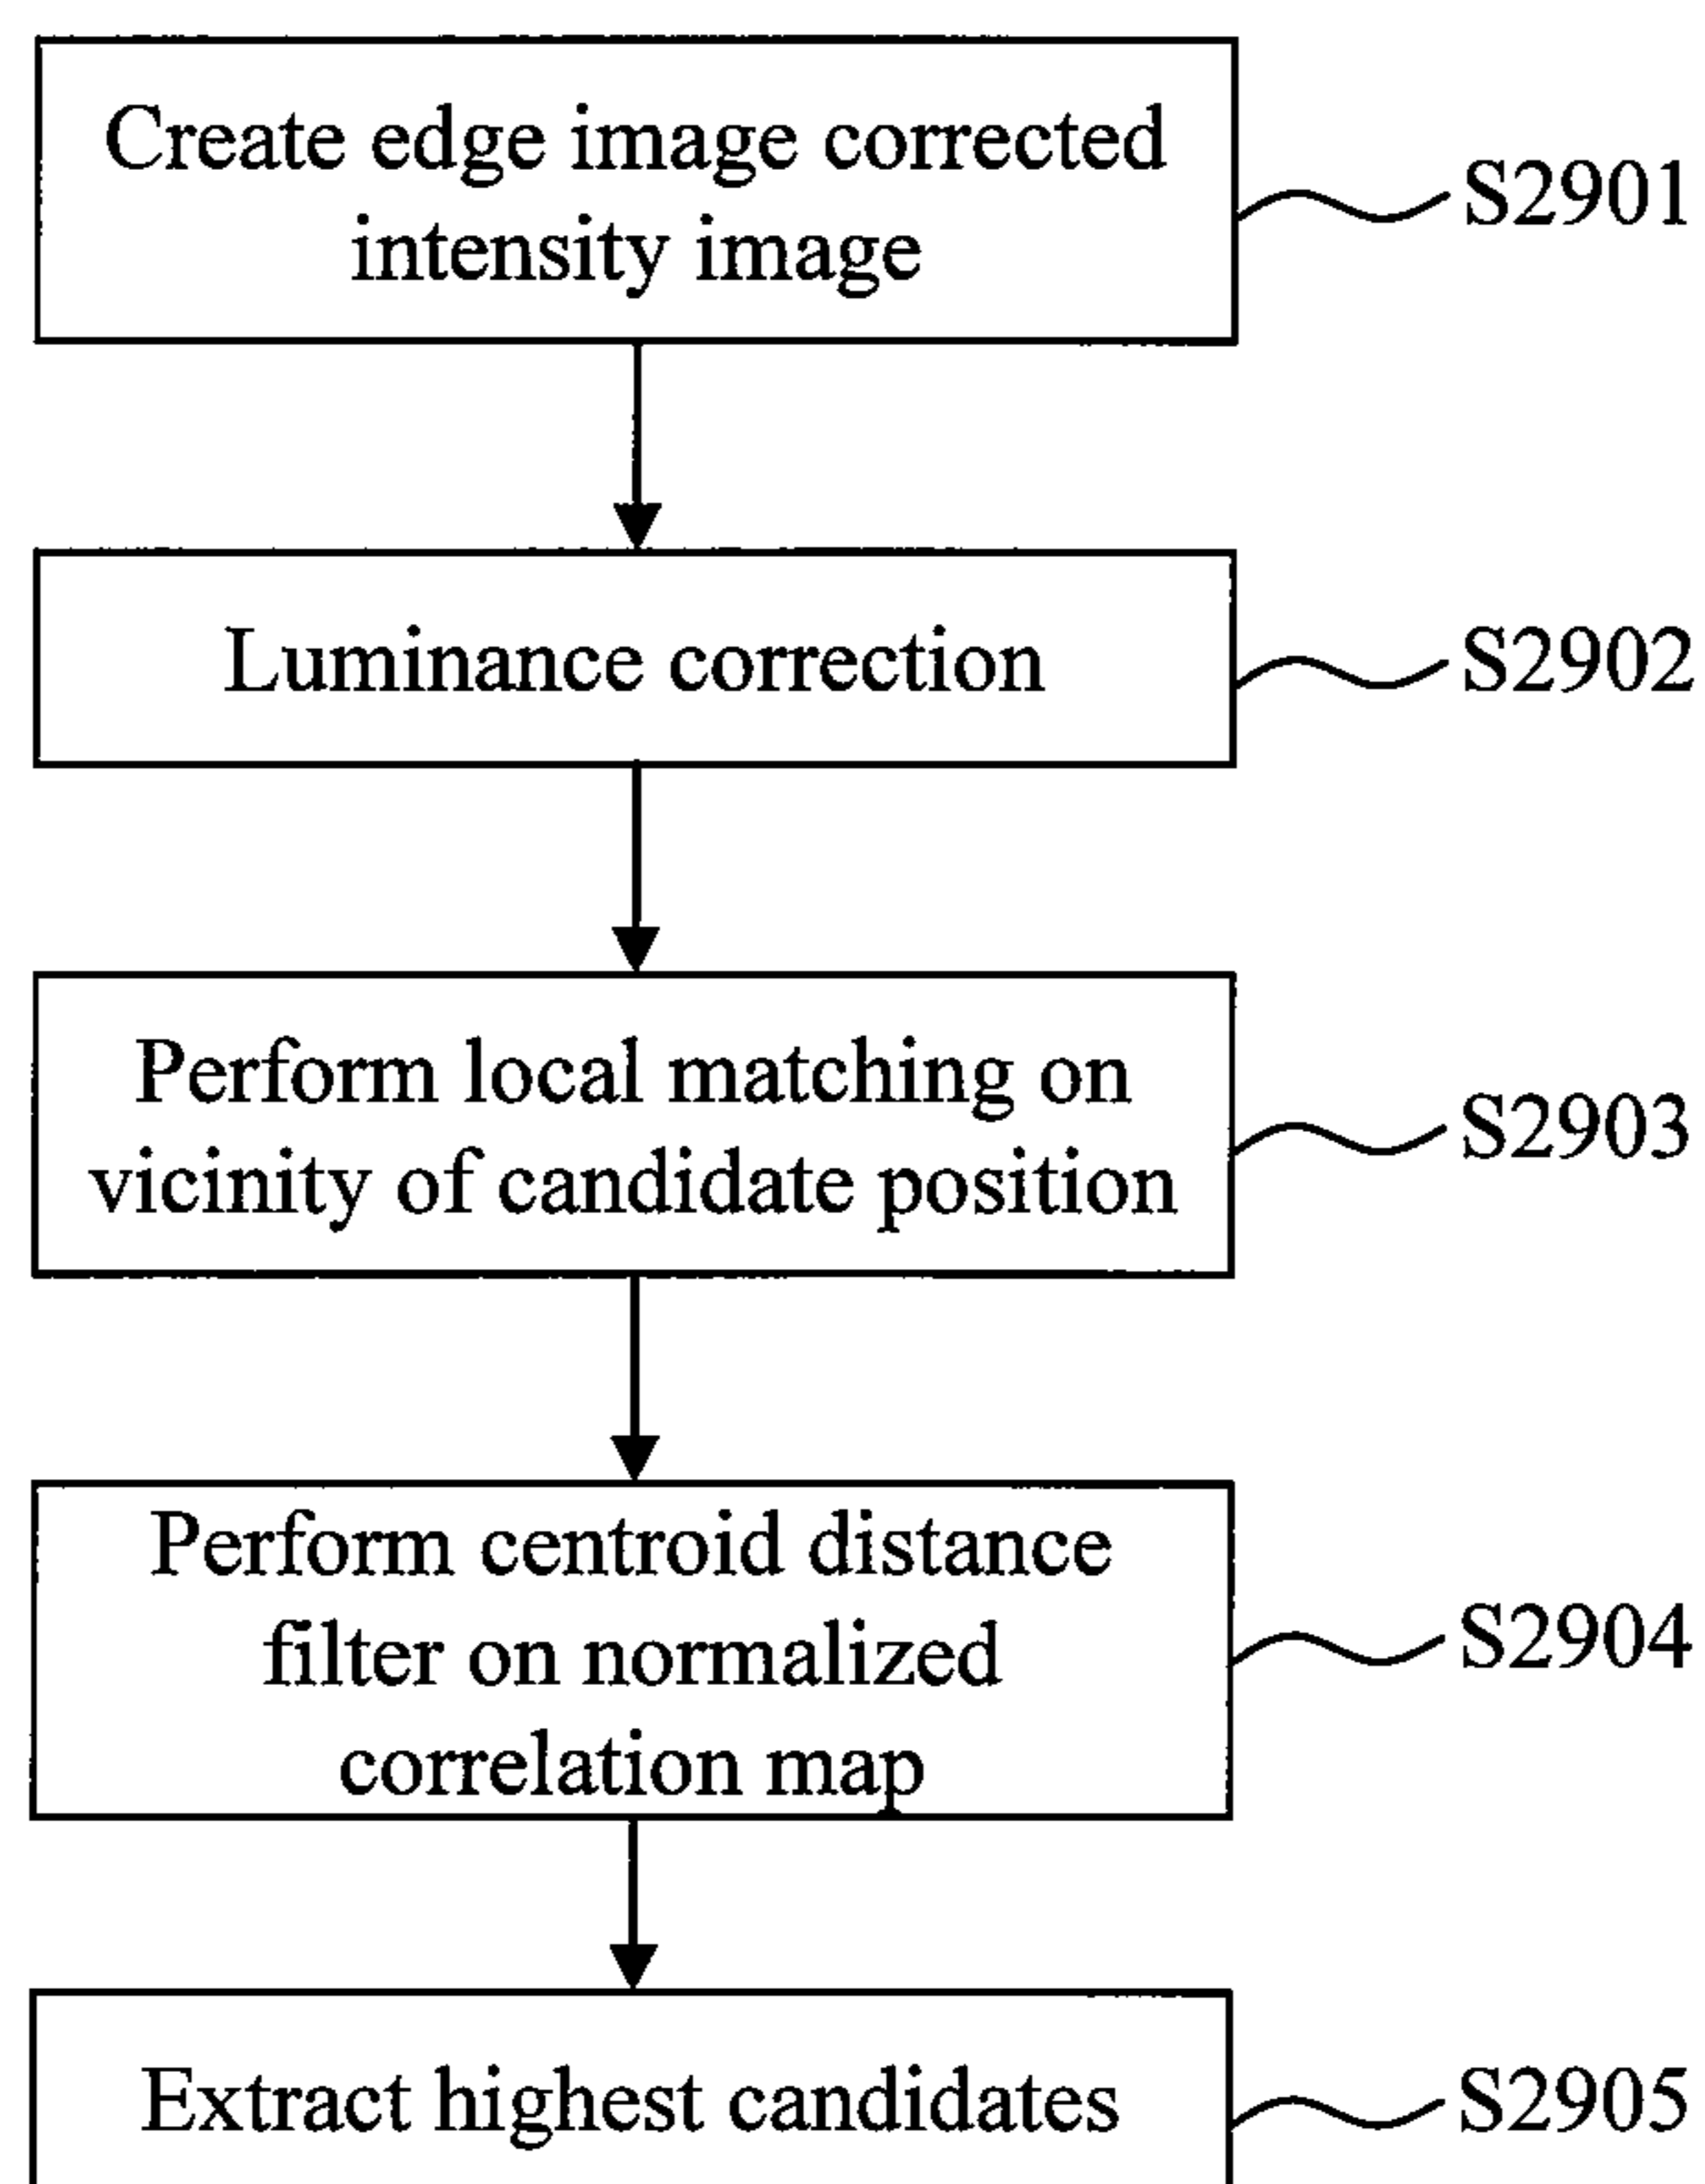 Create edge image corrected
intensity image
S2901
Luminance correction
S2902
Perform local matching on
vicinity of candidate position
S2903
Perform centroid distance
filter on normalized
correlation map
S2904
Extract highest candidates
S2905